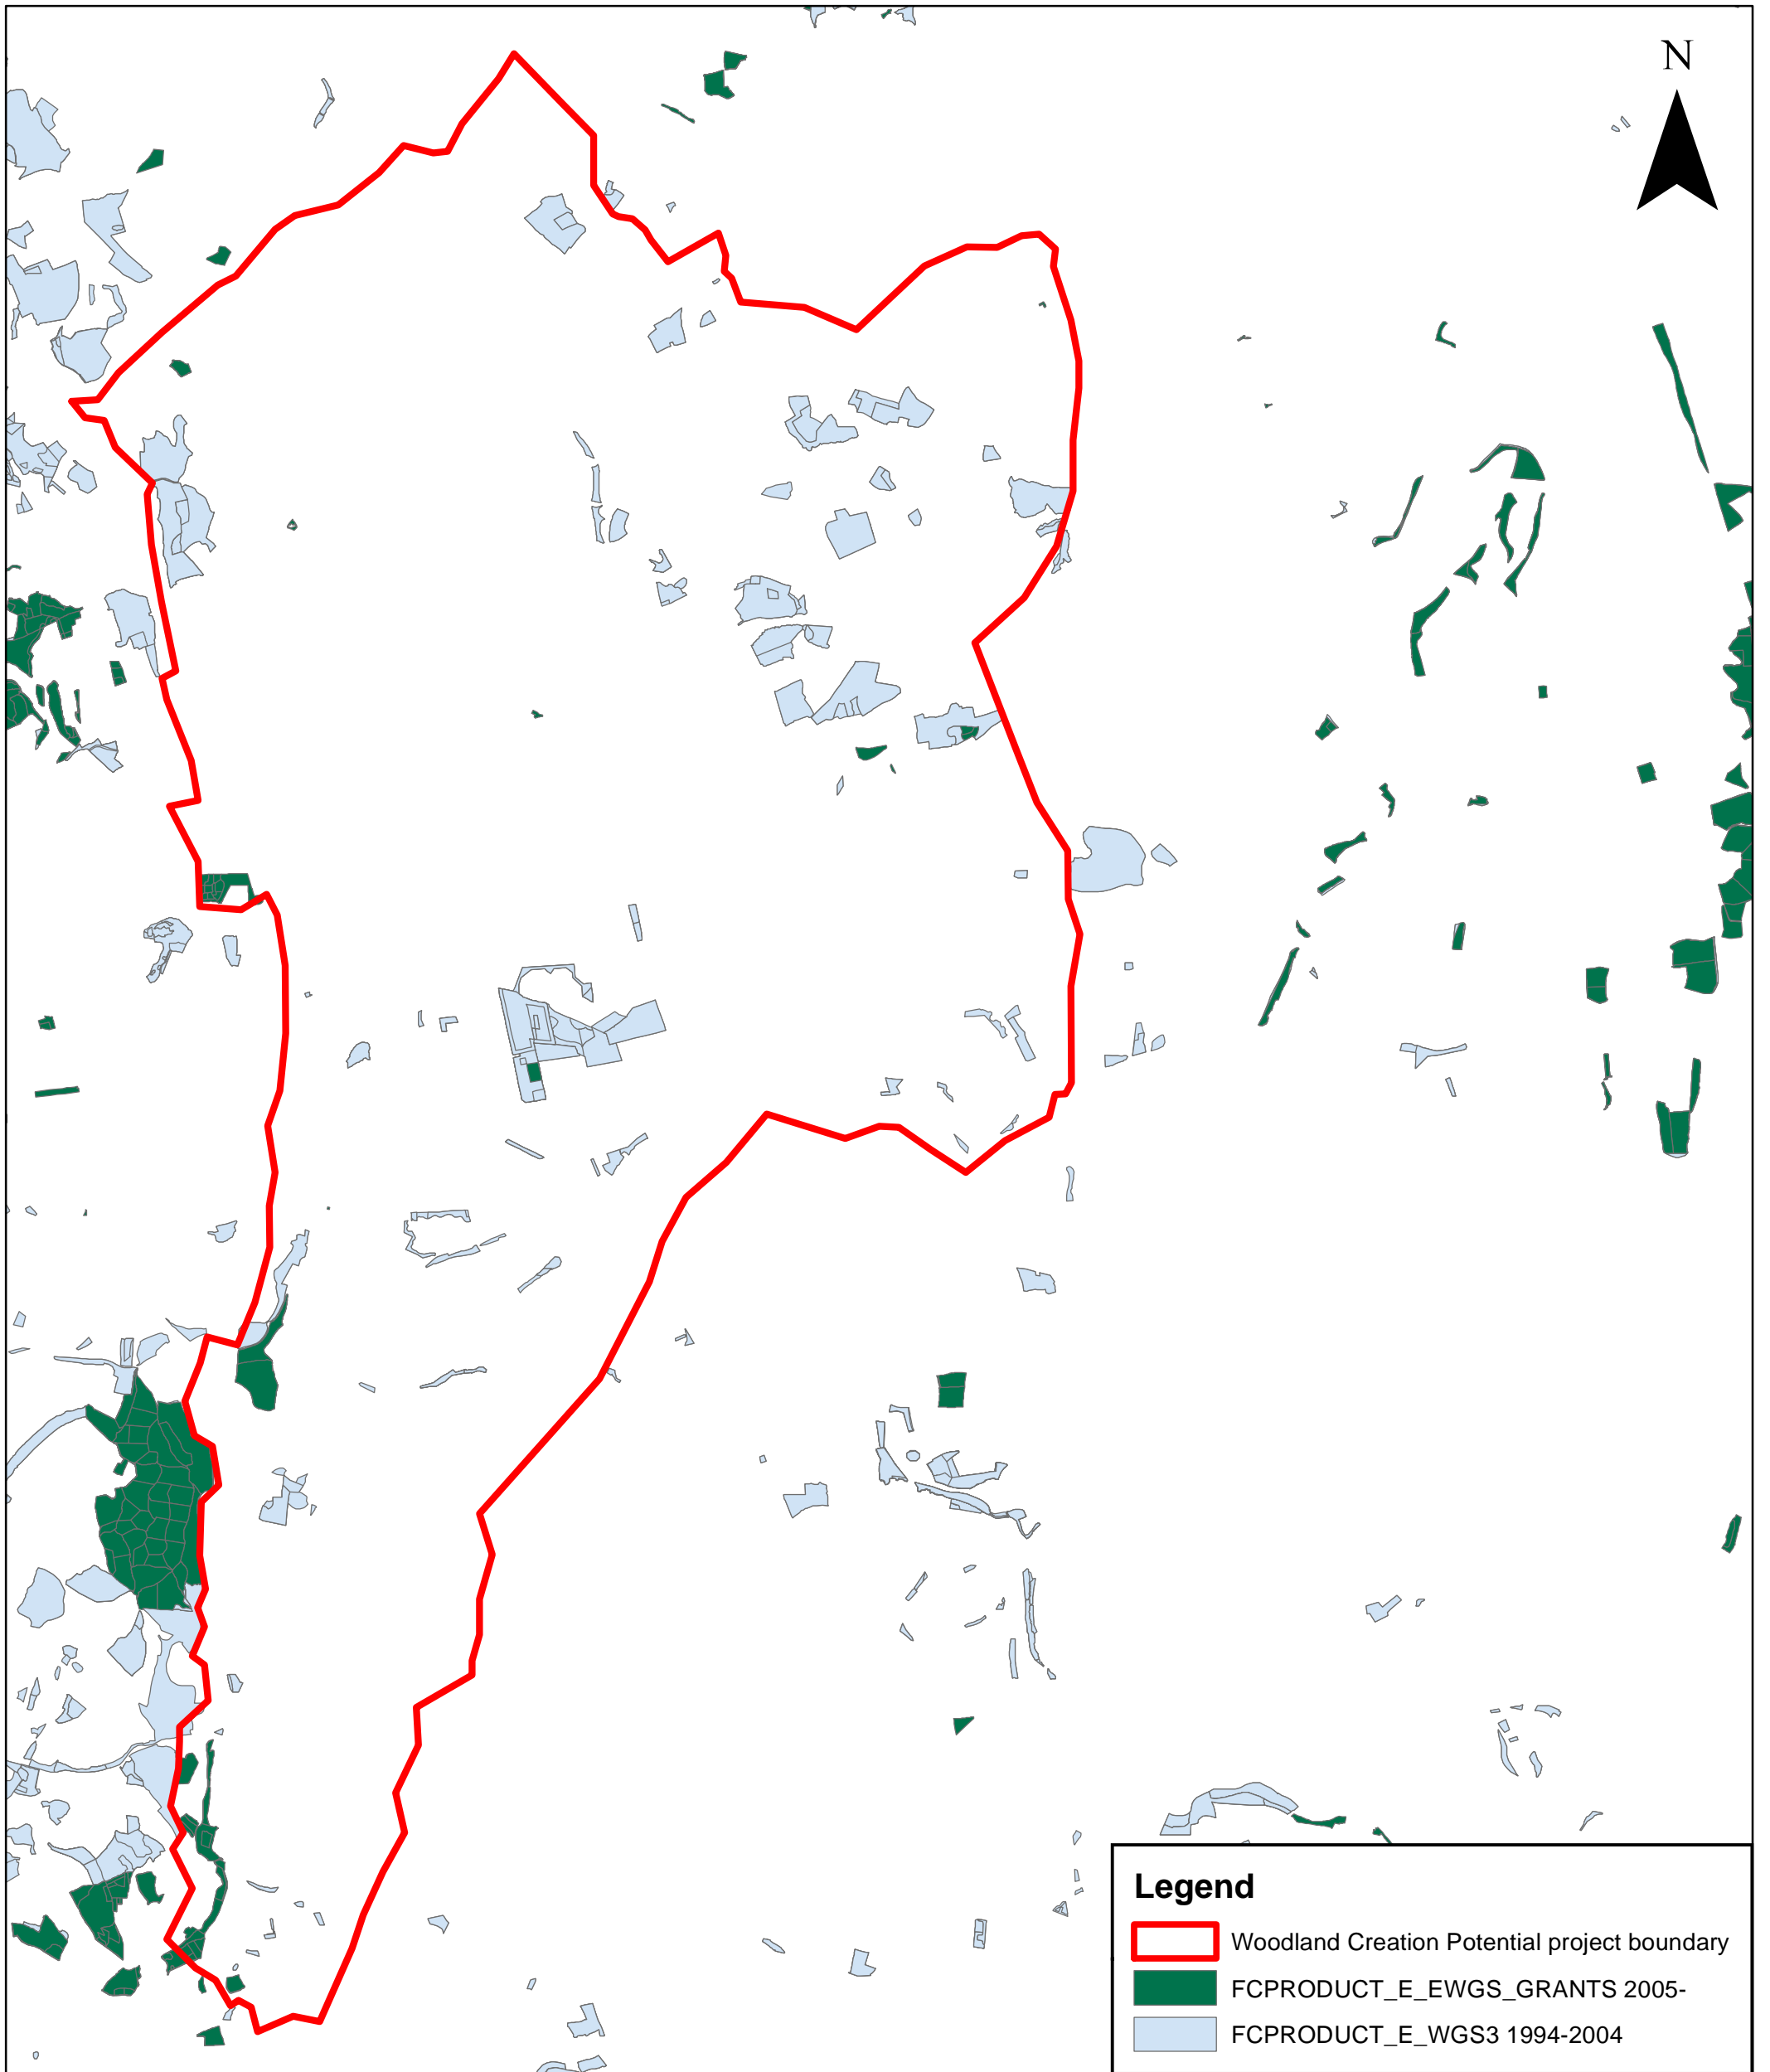 N
Legend
Woodland Creation Potential project boundary
FCPRODUCT_E_EWGS_GRANTS 2005-
FCPRODUCT_E_WGS3 1994-2004